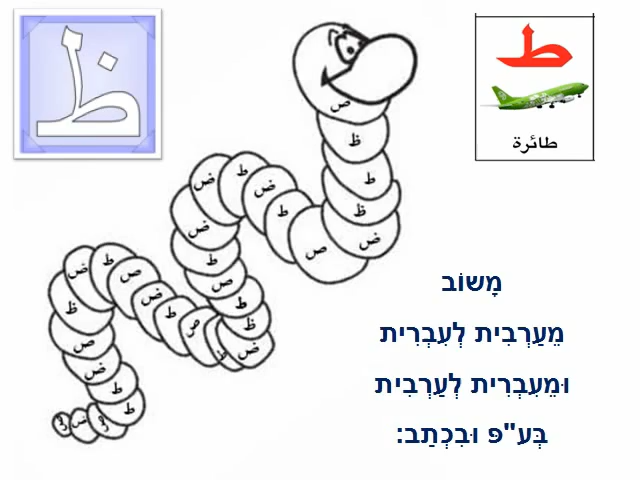 ظ
ط
طائرة
ص
ظ
ط
ظ
ض
ص
ط
ض
ط
ض
ض
ط
ص
ط
ظ
ض
ص
ط
ض
ص
ط
ض
ظ
ص
ض
ط
ط
מָשׁוֹב
מֵעַרְבִית לְעִבְרִית
וּמֵעִבְרִית לְעַרְבִית
בְּע"פּ וּבִכְתַב: